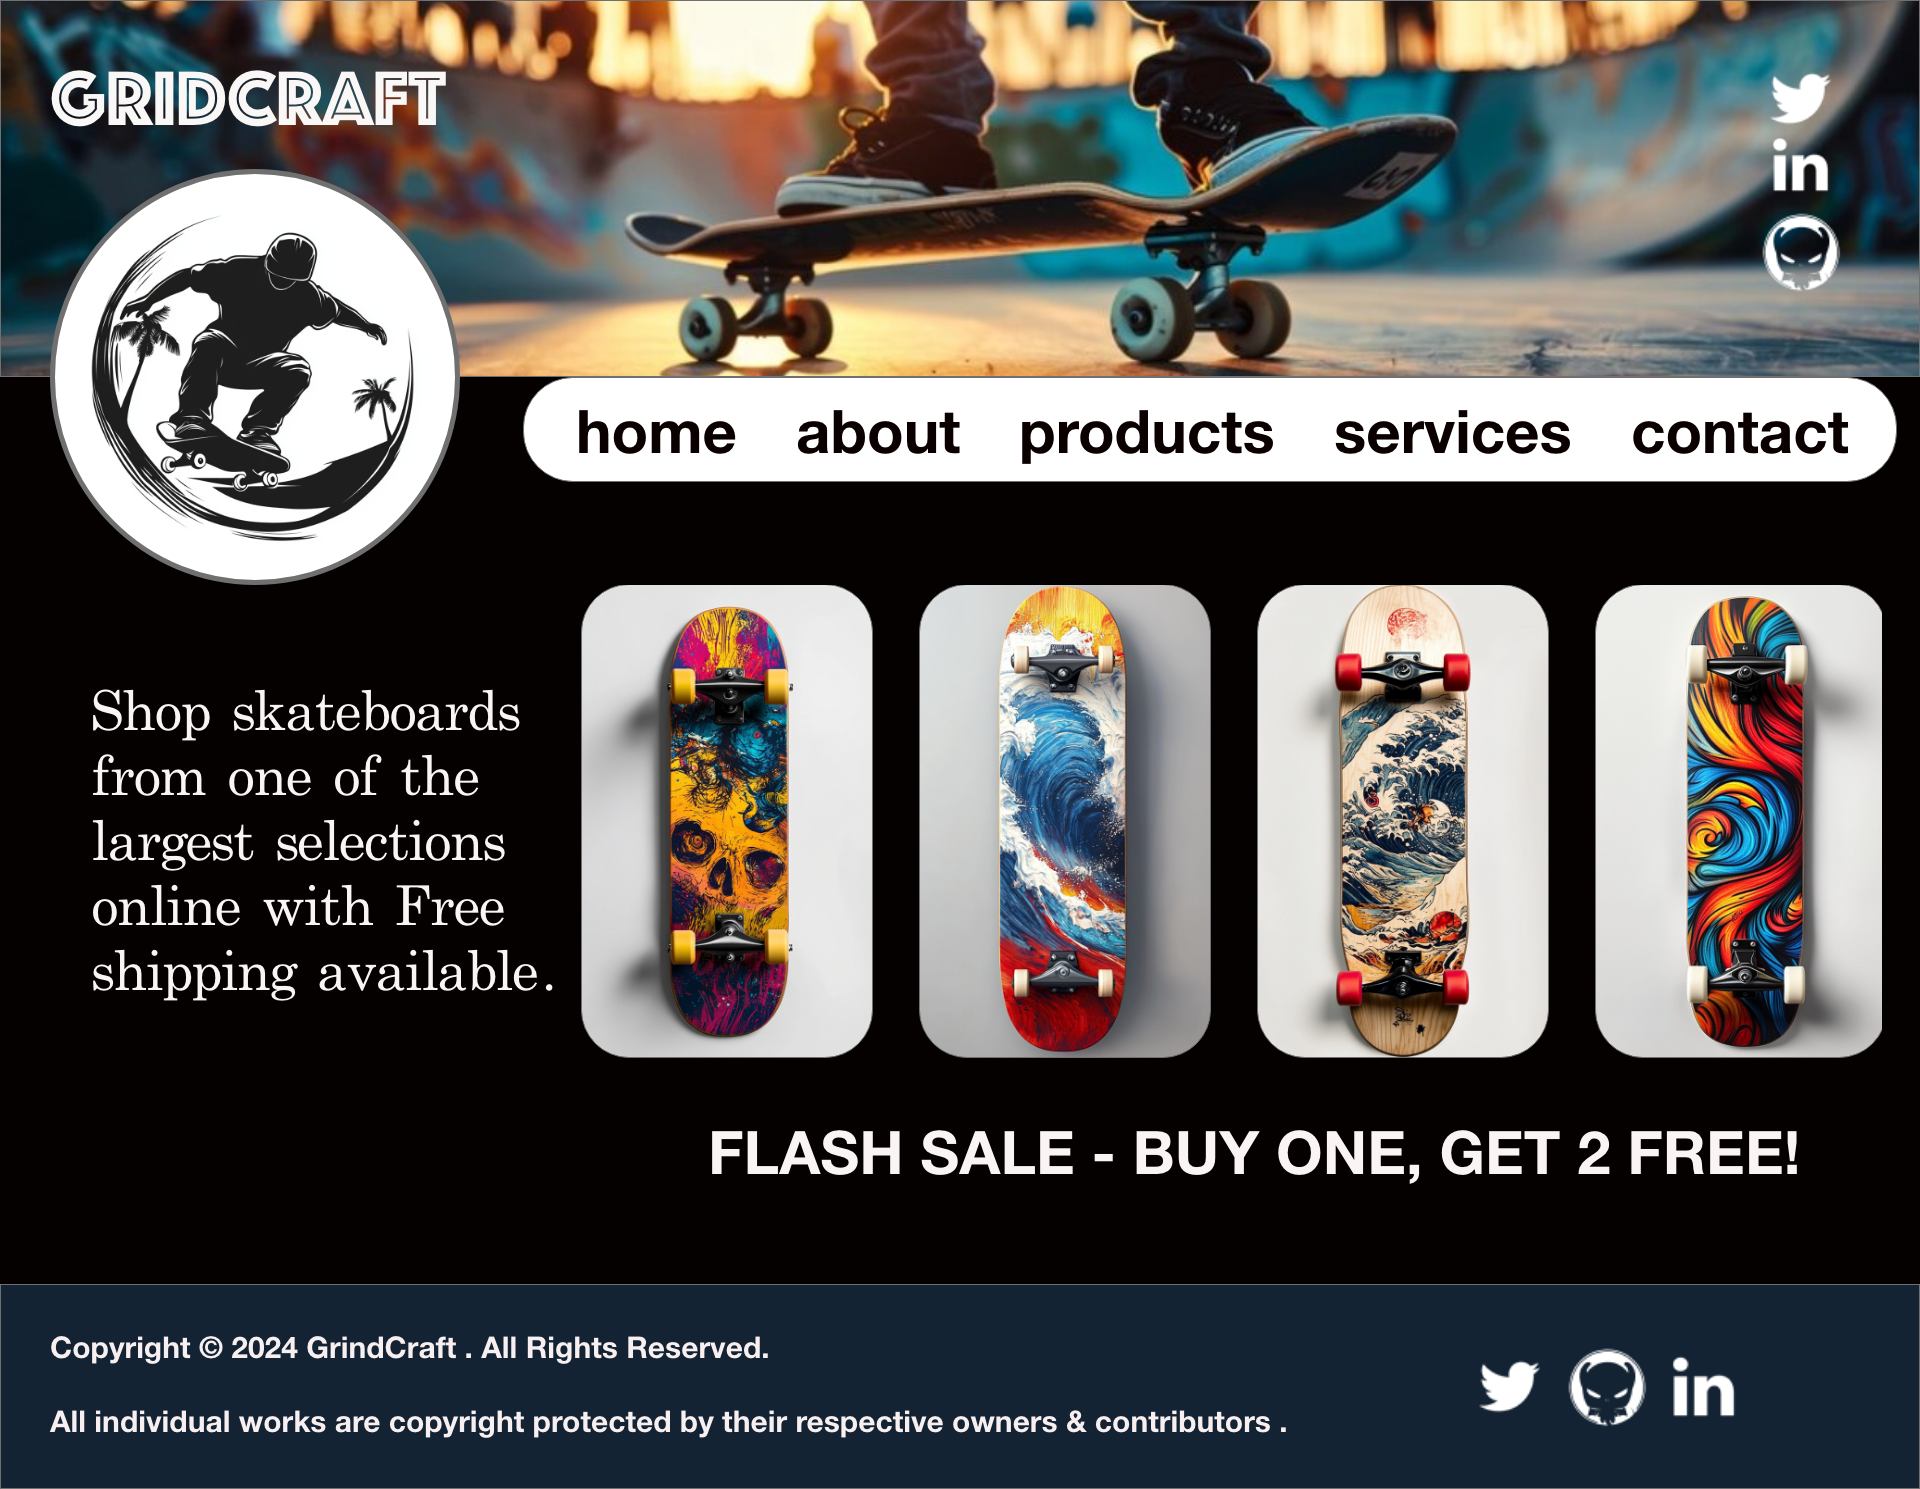 GRIDCRAFT
in
home about products services contact
Shop skateboards
from one of the
largest selections
online with Free
shipping available.
FLASH SALE - BUY ONE, GET 2 FREE!
Copyright © 2024 GrindCraft . All Rights Reserved.
All individual works are copyright protected by their respective owners & contributors .
in